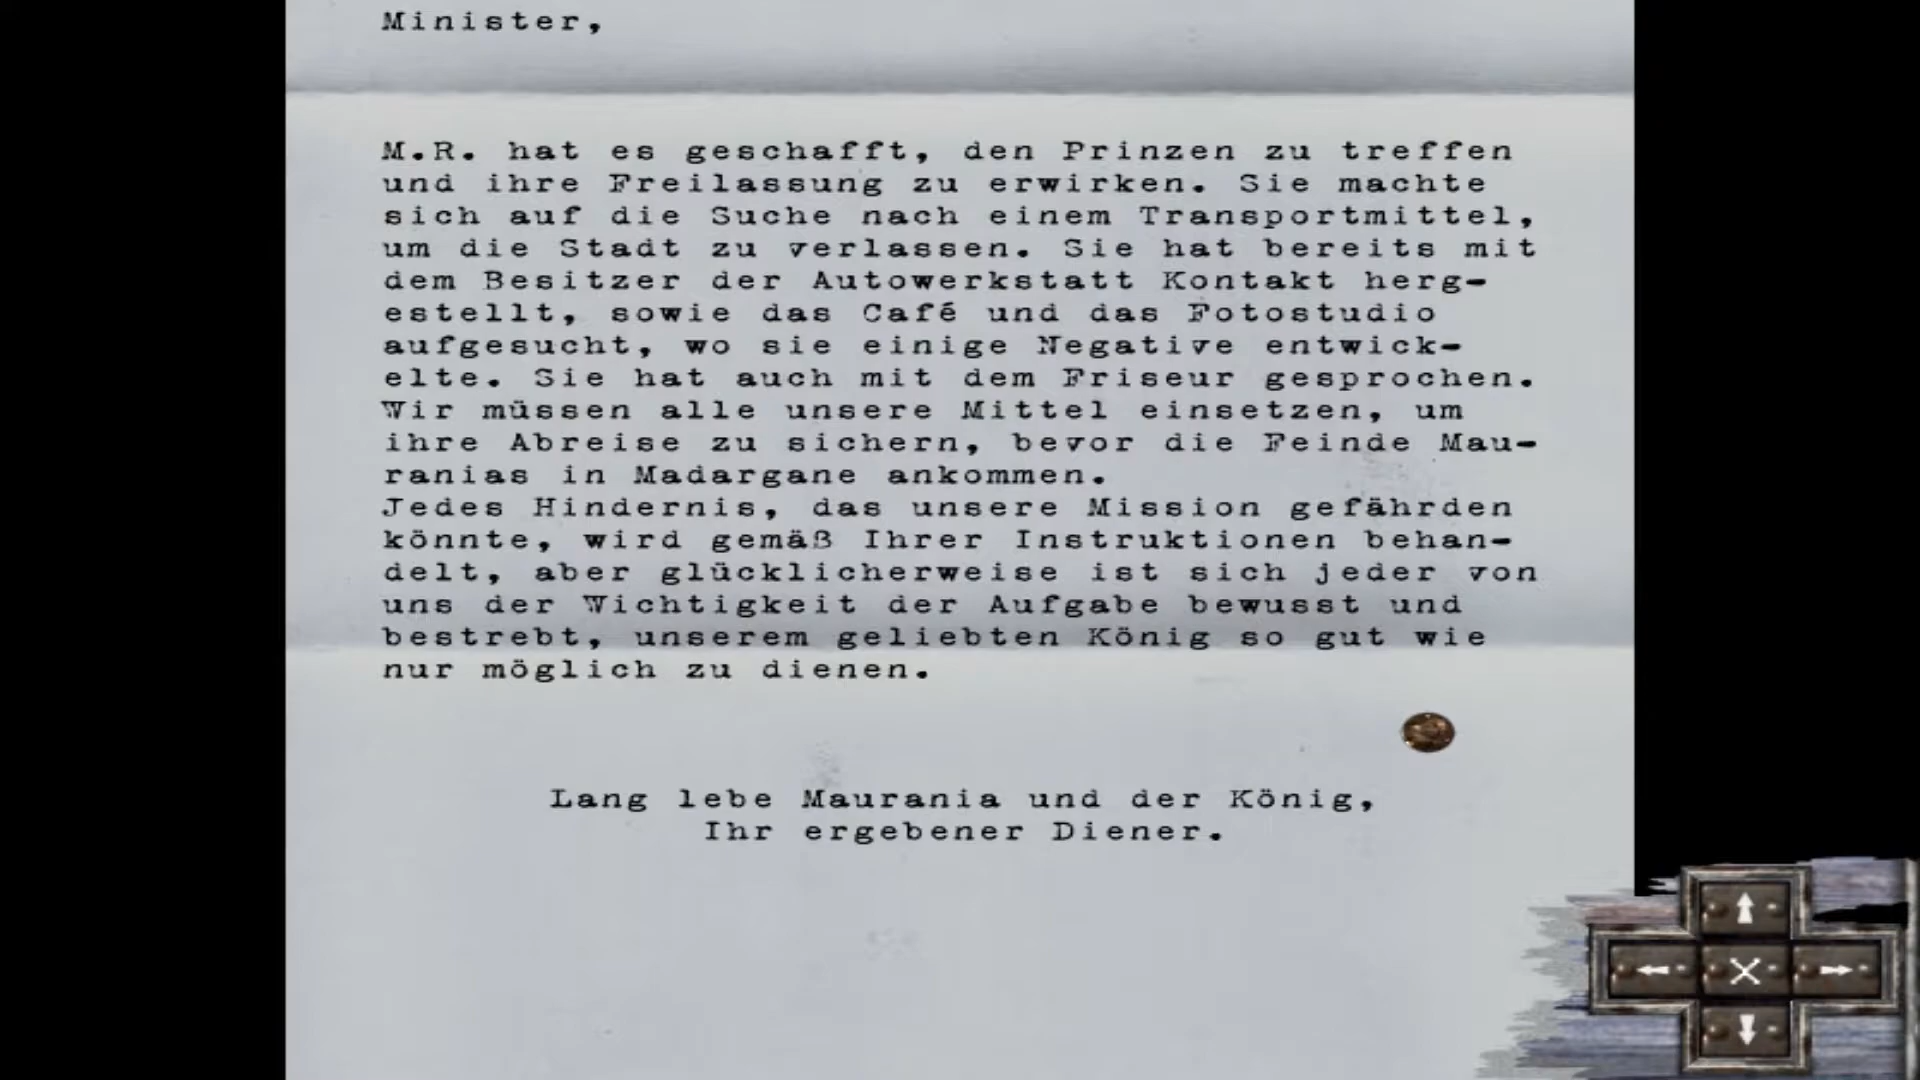 Minister,
M.R. hat es geschafft, den Prinzen zu treffen
und ihre Freilassung zu erwirken. Sie machte
sich auf die Suche nach einem Transportmittel,
um die Stadt zu verlassen. Sie hat bereits mit
dem Besitzer der Autowerkstatt Kontakt herg-
estellt, sowie das Café und das Fotostudio
aufgesucht, wo sie einige Negative entwick-
elte. Sie hat auch mit dem Friseur gesprochen.
Wir müssen alle unsere Mittel einsetzen, um
ihre Abreise zu sichern, bevor die Feinde Mau-
ranias in Madargane ankommen.
Jedes Hindernis, das unsere Mission gefährden
könnte, wird gemäß Ihrer Instruktionen behan-
delt, aber glücklicherweise ist sich jeder von
uns der Wichtigkeit der Aufgabe bewusst und
bestrebt, unserem geliebten König so gut wie
nur möglich zu dienen.
Lang lebe Maurania und der König,
Ihr ergebener Diener.